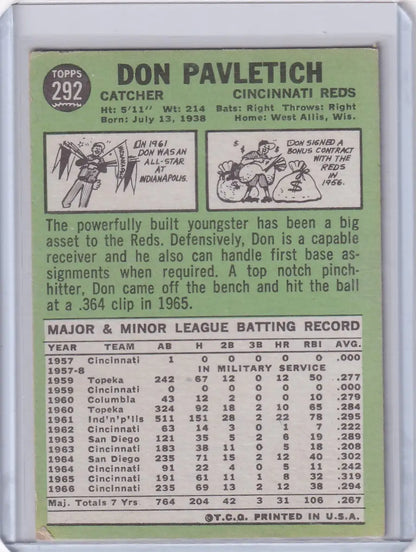 TOPPS
292
DON PAVLETICH
CATCHER CINCINNATI REDS
Ht: 5'11" Wt: 214 Bats: Right Throws: Right
Born: July 13, 1938 Home: West Allis, Wis.
IN 1961
DON WAS AN
ALL-STAR
AT
INDIANAPOLIS.
DON SIGNED A
BONUS CONTRACT
WITH THE
REDS
IN
1956.
The powerfully built youngster has been a big
asset to the Reds. Defensively, Don is a capable
receiver and he also can handle first base as-
signments when required. A top notch pinch-
hitter, Don came off the bench and hit the ball
at a .364 clip in 1965.
MAJOR & MINOR LEAGUE BATTING RECORD
YEAR TEAM AB H 2B 3B HR RBI AVG.
1957 Cincinnati 1 0 0 0 0 0 .000
1957-8 IN MILITARY SERVICE
1959 Topeka 242 67 12 0 12 50 .277
1959 Cincinnati 0 0 0 0 0 0 .000
1960 Columbia 43 12 2 0 0 10 .279
1960 Topeka 324 92 18 2 10 65 .284
1961 Ind'n'p'lis 511 151 28 2 22 78 .295
1962 Cincinnati 63 14 3 0 1 7 .222
1963 San Diego 121 35 5 2 6 19 .289
1963 Cincinnati 183 38 11 0 5 18 .208
1964 San Diego 235 71 15 2 12 40 .302
1964 Cincinnati 91 22 4 0 5 11 .242
1965 Cincinnati 191 61 11 1 8 32 .319
1966 Cincinnati 235 69 13 2 12 38 .294
Maj. Totals 7 Yrs 764 204 42 3 31 106 .267
©T.C.G. PRINTED IN U.S.A.